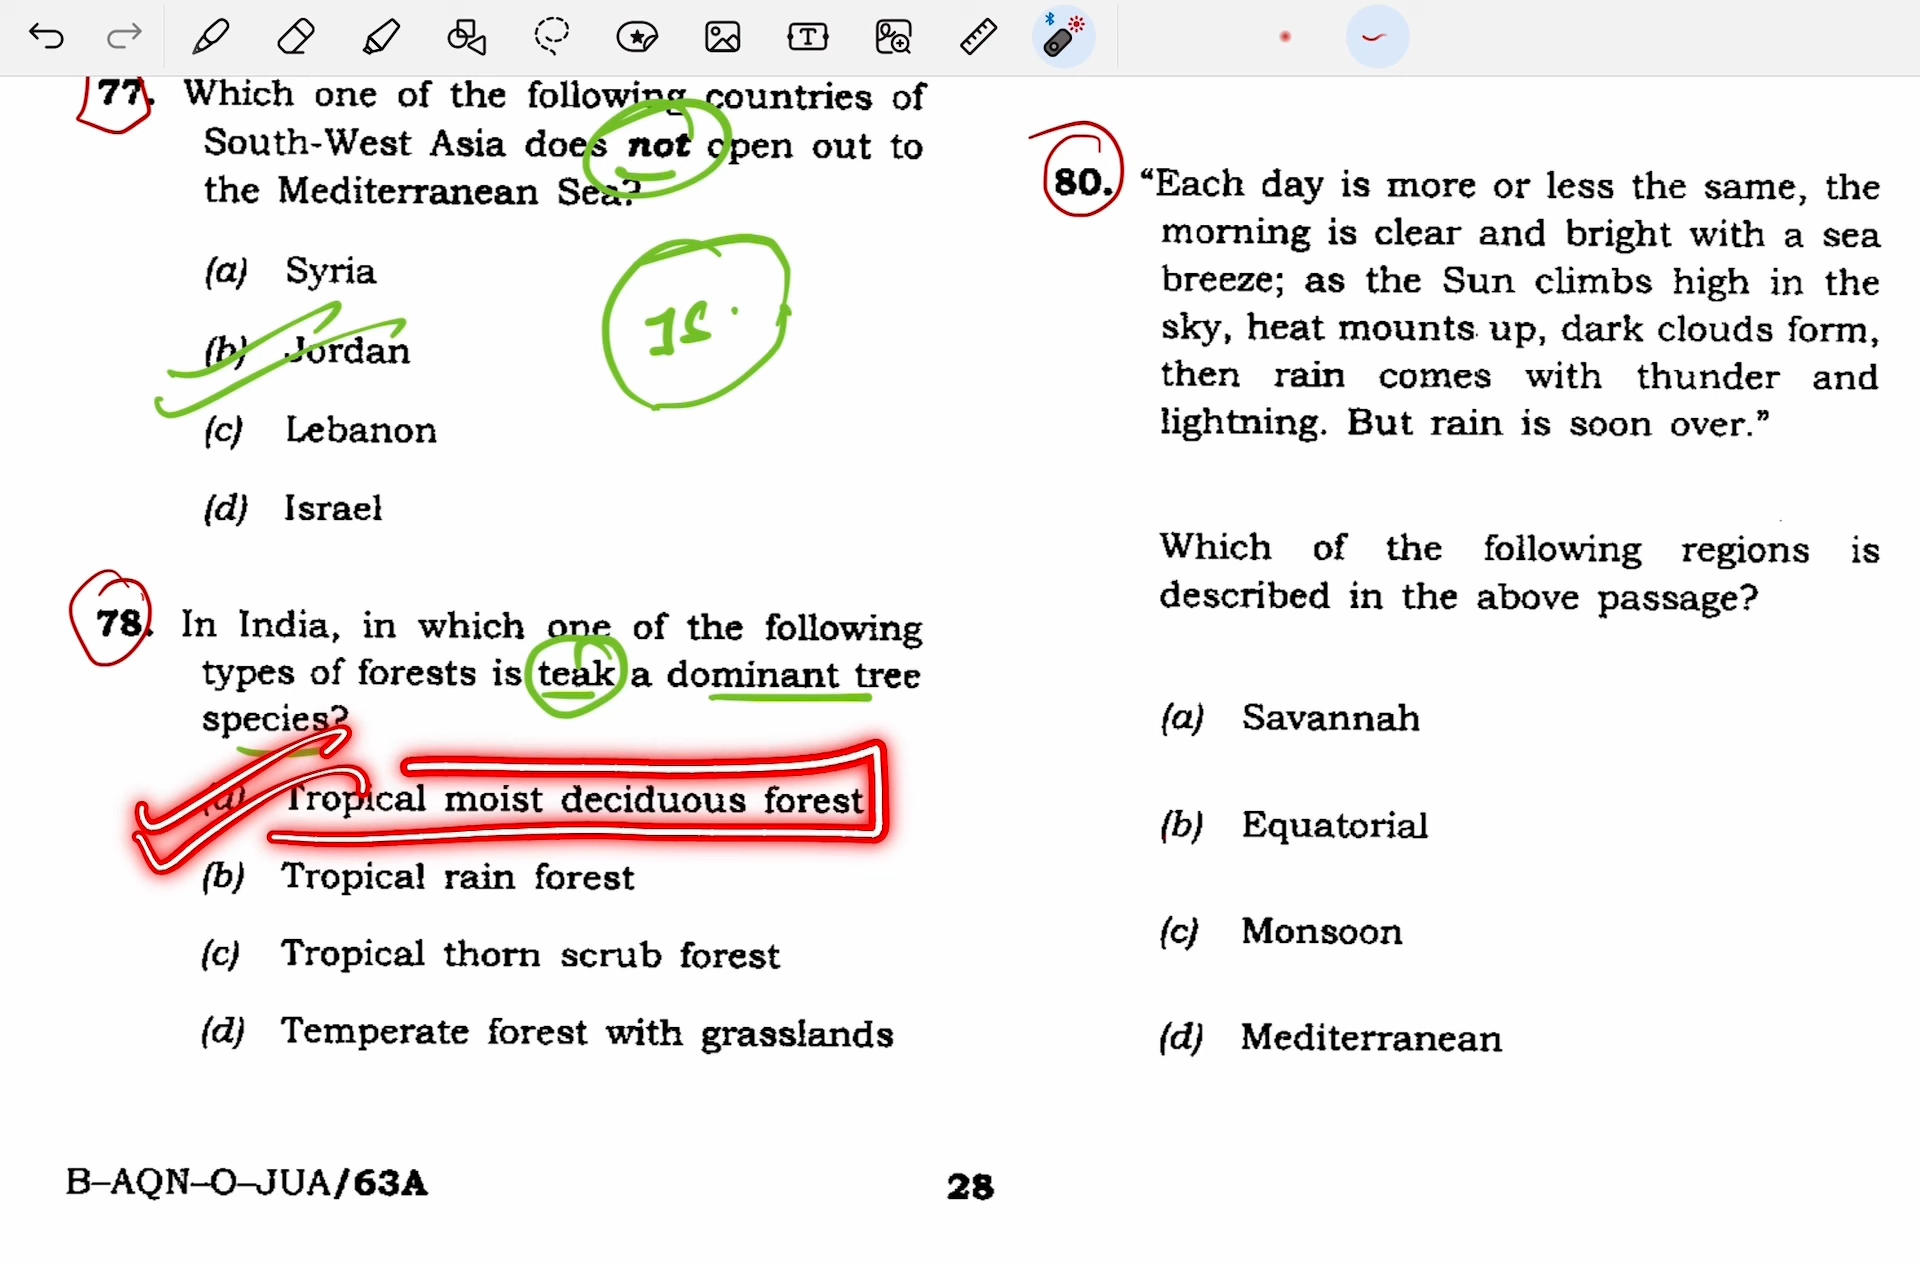 77. Which one of the following countries of
South-West Asia does not open out to
the Mediterranean Sea?
(a) Syria
(b) Jordan
(c) Lebanon
(d) Israel
78. In India, in which one of the following
types of forests is teak a dominant tree
species?
(a) Tropical moist deciduous forest
(b) Tropical rain forest
(c) Tropical thorn scrub forest
(d) Temperate forest with grasslands
B–AQN–O–JUA/63A
28
80. “Each day is more or less the same, the
morning is clear and bright with a sea
breeze; as the Sun climbs high in the
sky, heat mounts up, dark clouds form,
then rain comes with thunder and
lightning. But rain is soon over.”
Which of the following regions is
described in the above passage?
(a) Savannah
(b) Equatorial
(c) Monsoon
(d) Mediterranean